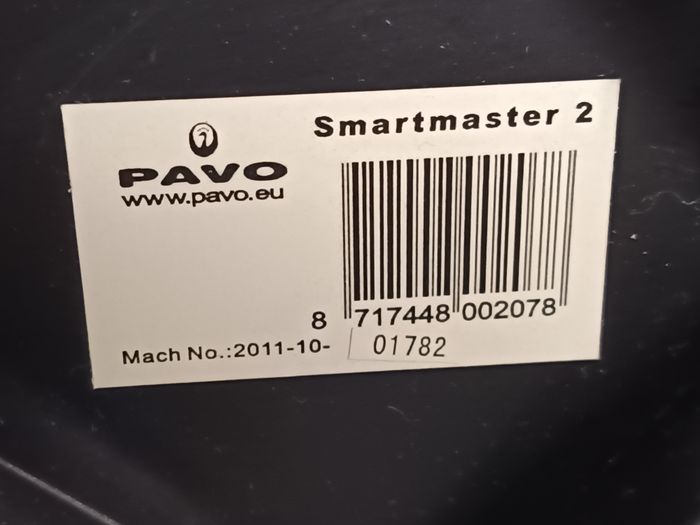 Smartmaster 2
PAVO
www.pavo.eu
8 717448 002078
Mach No.:2011-10- 01782